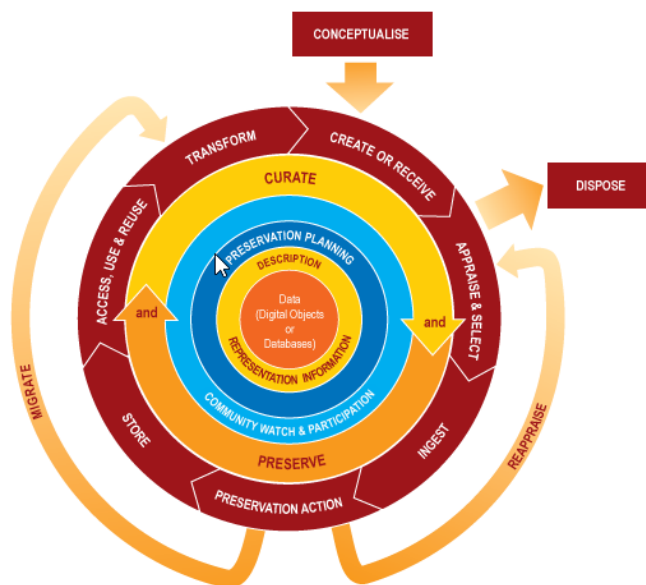 CONCEPTUALISE
TRANSFORM
CREATE OR RECEIVE
DISPOSE
APPRAISE & SELECT
ACCESS, USE & REUSE
CURATE
PRESERVATION PLANNING
DESCRIPTION
Data
(Digital Objects
or
Databases)
and
and
REPRESENTATION INFORMATION
COMMUNITY WATCH & PARTICIPATION
PRESERVE
MIGRATE
STORE
INGEST
REAPPRAISE
PRESERVATION ACTION